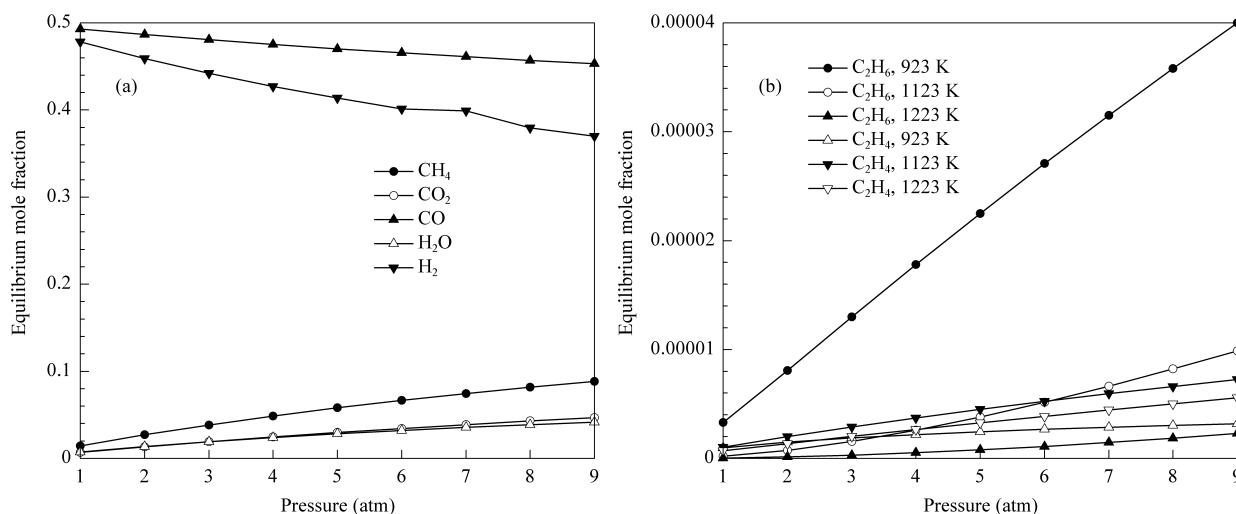 0.5
0.4
0.3
0.2
0.1
0
Equilibrium mole fraction
(a)
CH₄
CO₂
CO
H₂O
H₂
1 2 3 4 5 6 7 8 9
Pressure (atm)
0.00004
0.00003
0.00002
0.00001
0
Equilibrium mole fraction
(b)
C₂H₆, 923 K
C₂H₆, 1123 K
C₂H₆, 1223 K
C₂H₄, 923 K
C₂H₄, 1123 K
C₂H₄, 1223 K
1 2 3 4 5 6 7 8 9
Pressure (atm)